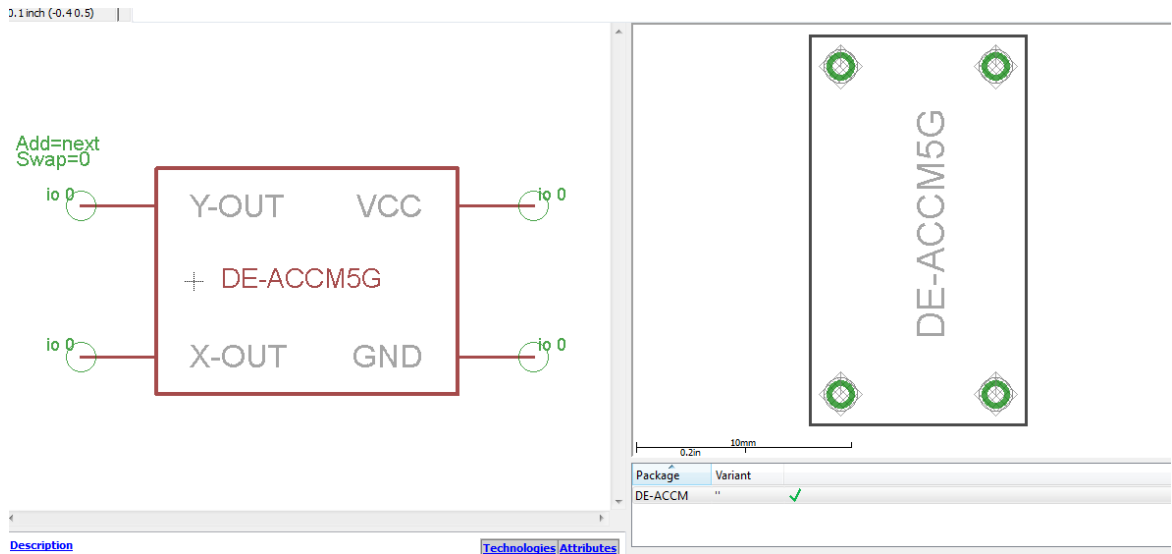 0.1 inch (-0.4 0.5)
Add=next
Swap=0
io 0
io 0
Y-OUT
VCC
DE-ACCM5G
io 0
io 0
X-OUT
GND
DE-ACCM5G
10mm
0.2in
Package
Variant
DE-ACCM
''
Description
Technologies
Attributes